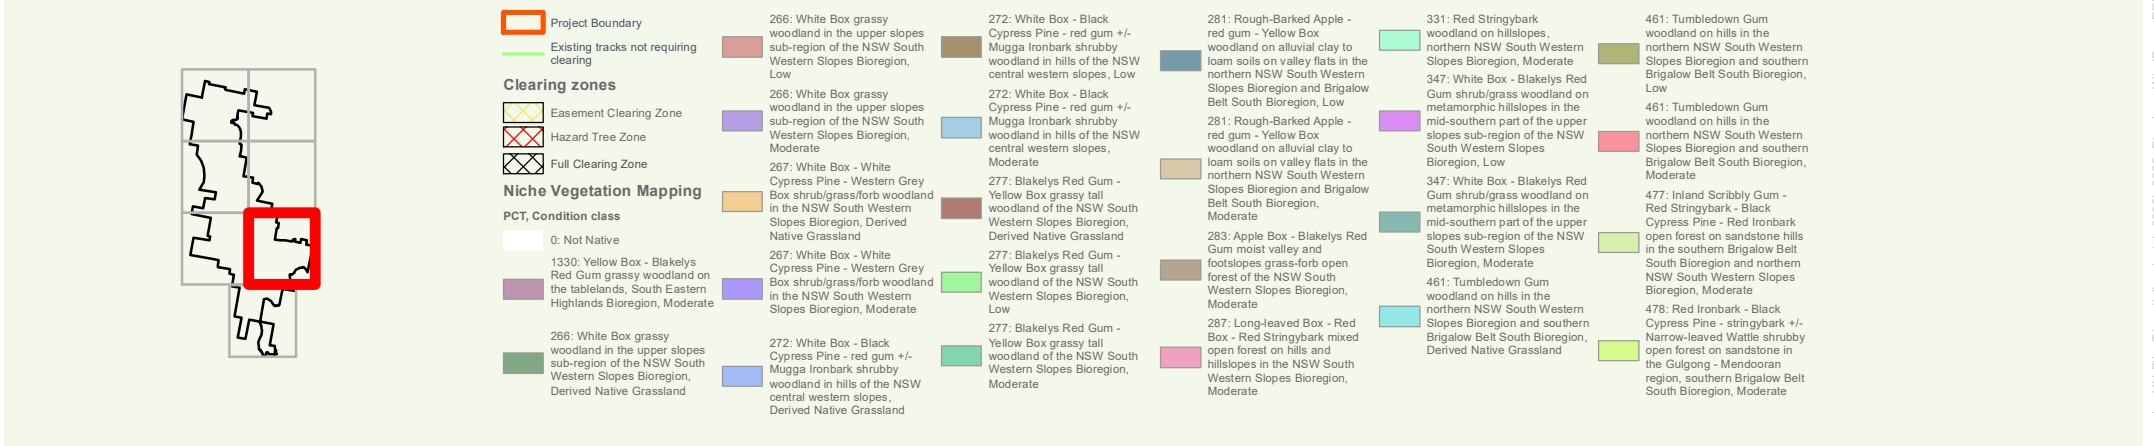 Project Boundary
Existing tracks not requiring
clearing
Clearing zones
Easement Clearing Zone
Hazard Tree Zone
Full Clearing Zone
Niche Vegetation Mapping
PCT, Condition class
0: Not Native
1330: Yellow Box - Blakelys
Red Gum grassy woodland on
the tablelands, South Eastern
Highlands Bioregion, Moderate
266: White Box grassy
woodland in the upper slopes
sub-region of the NSW South
Western Slopes Bioregion,
Derived Native Grassland
266: White Box grassy
woodland in the upper slopes
sub-region of the NSW South
Western Slopes Bioregion,
Low
266: White Box grassy
woodland in the upper slopes
sub-region of the NSW South
Western Slopes Bioregion,
Moderate
267: White Box - White
Cypress Pine - Western Grey
Box shrub/grass/forb woodland
in the NSW South Western
Slopes Bioregion, Derived
Native Grassland
267: White Box - White
Cypress Pine - Western Grey
Box shrub/grass/forb woodland
in the NSW South Western
Slopes Bioregion, Moderate
272: White Box - Black
Cypress Pine - red gum +/-
Mugga Ironbark shrubby
woodland in hills of the NSW
central western slopes,
Derived Native Grassland
272: White Box - Black
Cypress Pine - red gum +/-
Mugga Ironbark shrubby
woodland in hills of the NSW
central western slopes, Low
272: White Box - Black
Cypress Pine - red gum +/-
Mugga Ironbark shrubby
woodland in hills of the NSW
central western slopes,
Moderate
277: Blakelys Red Gum -
Yellow Box grassy tall
woodland of the NSW South
Western Slopes Bioregion,
Derived Native Grassland
277: Blakelys Red Gum -
Yellow Box grassy tall
woodland of the NSW South
Western Slopes Bioregion,
Low
277: Blakelys Red Gum -
Yellow Box grassy tall
woodland of the NSW South
Western Slopes Bioregion,
Moderate
281: Rough-Barked Apple -
red gum - Yellow Box
woodland on alluvial clay to
loam soils on valley flats in the
northern NSW South Western
Slopes Bioregion and Brigalow
Belt South Bioregion, Low
281: Rough-Barked Apple -
red gum - Yellow Box
woodland on alluvial clay to
loam soils on valley flats in the
northern NSW South Western
Slopes Bioregion and Brigalow
Belt South Bioregion,
Moderate
283: Apple Box - Blakelys Red
Gum moist valley and
footslopes grass-forb open
forest of the NSW South
Western Slopes Bioregion,
Moderate
287: Long-leaved Box - Red
Box - Red Stringybark mixed
open forest on hills and
hillslopes in the NSW South
Western Slopes Bioregion,
Moderate
331: Red Stringybark
woodland on hillslopes,
northern NSW South Western
Slopes Bioregion, Moderate
347: White Box - Blakelys Red
Gum shrub/grass woodland on
metamorphic hillslopes in the
mid-southern part of the upper
slopes sub-region of the NSW
South Western Slopes
Bioregion, Low
347: White Box - Blakelys Red
Gum shrub/grass woodland on
metamorphic hillslopes in the
mid-southern part of the upper
slopes sub-region of the NSW
South Western Slopes
Bioregion, Moderate
461: Tumbledown Gum
woodland on hills in the
northern NSW South Western
Slopes Bioregion and southern
Brigalow Belt South Bioregion,
Derived Native Grassland
461: Tumbledown Gum
woodland on hills in the
northern NSW South Western
Slopes Bioregion and southern
Brigalow Belt South Bioregion,
Low
461: Tumbledown Gum
woodland on hills in the
northern NSW South Western
Slopes Bioregion and southern
Brigalow Belt South Bioregion,
Moderate
477: Inland Scribbly Gum -
Red Stringybark - Black
Cypress Pine - Red Ironbark
open forest on sandstone hills
in the southern Brigalow Belt
South Bioregion and northern
NSW South Western Slopes
Bioregion, Moderate
478: Red Ironbark - Black
Cypress Pine - stringybark +/-
Narrow-leaved Wattle shrubby
open forest on sandstone in
the Gulgong - Mendooran
region, southern Brigalow Belt
South Bioregion, Moderate